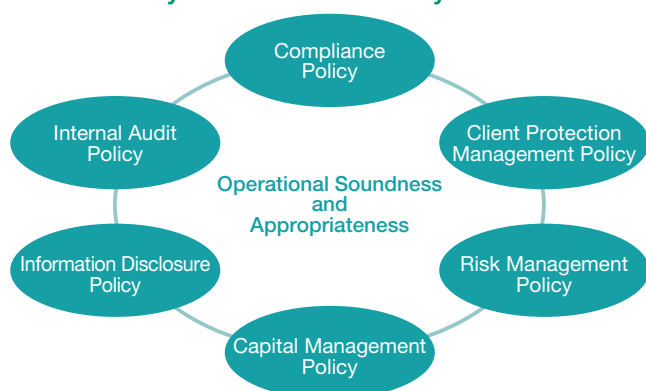 Compliance
Policy
Internal Audit
Policy
Client Protection
Management Policy
Operational Soundness
and
Appropriateness
Information Disclosure
Policy
Risk Management
Policy
Capital Management
Policy